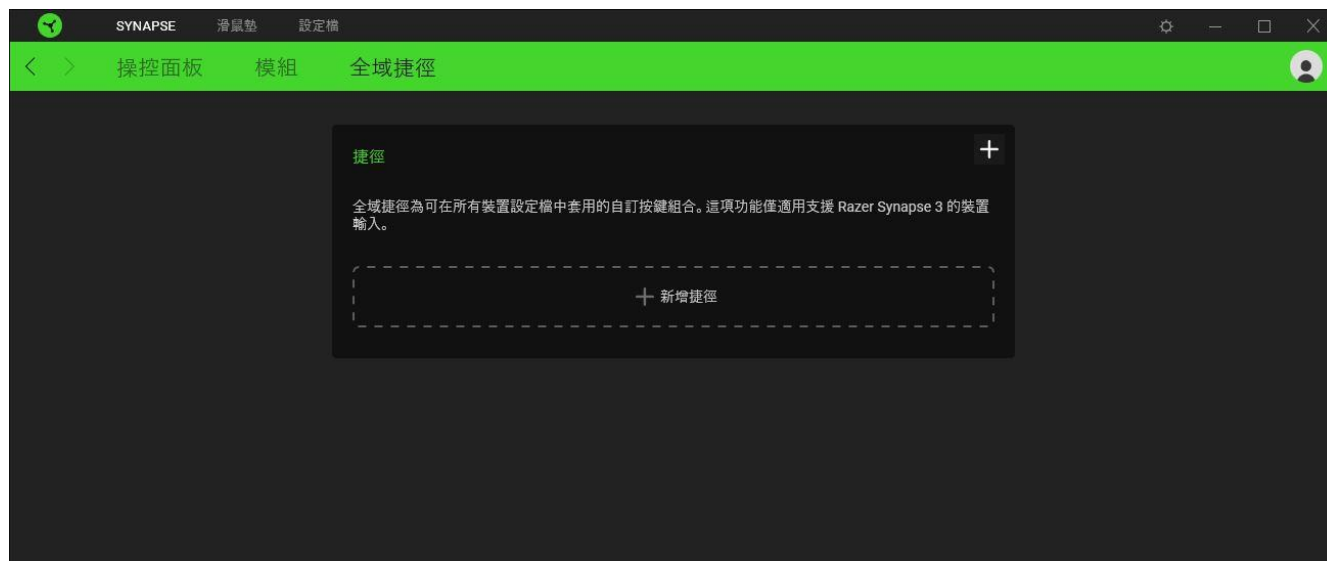 SYNAPSE 滑鼠墊 設定檔
操控面板 模組 全域捷徑
捷徑
全域捷徑為可在所有裝置設定檔中套用的自訂按鍵組合。這項功能僅適用支援 Razer Synapse 3 的裝置
輸入。
新增捷徑